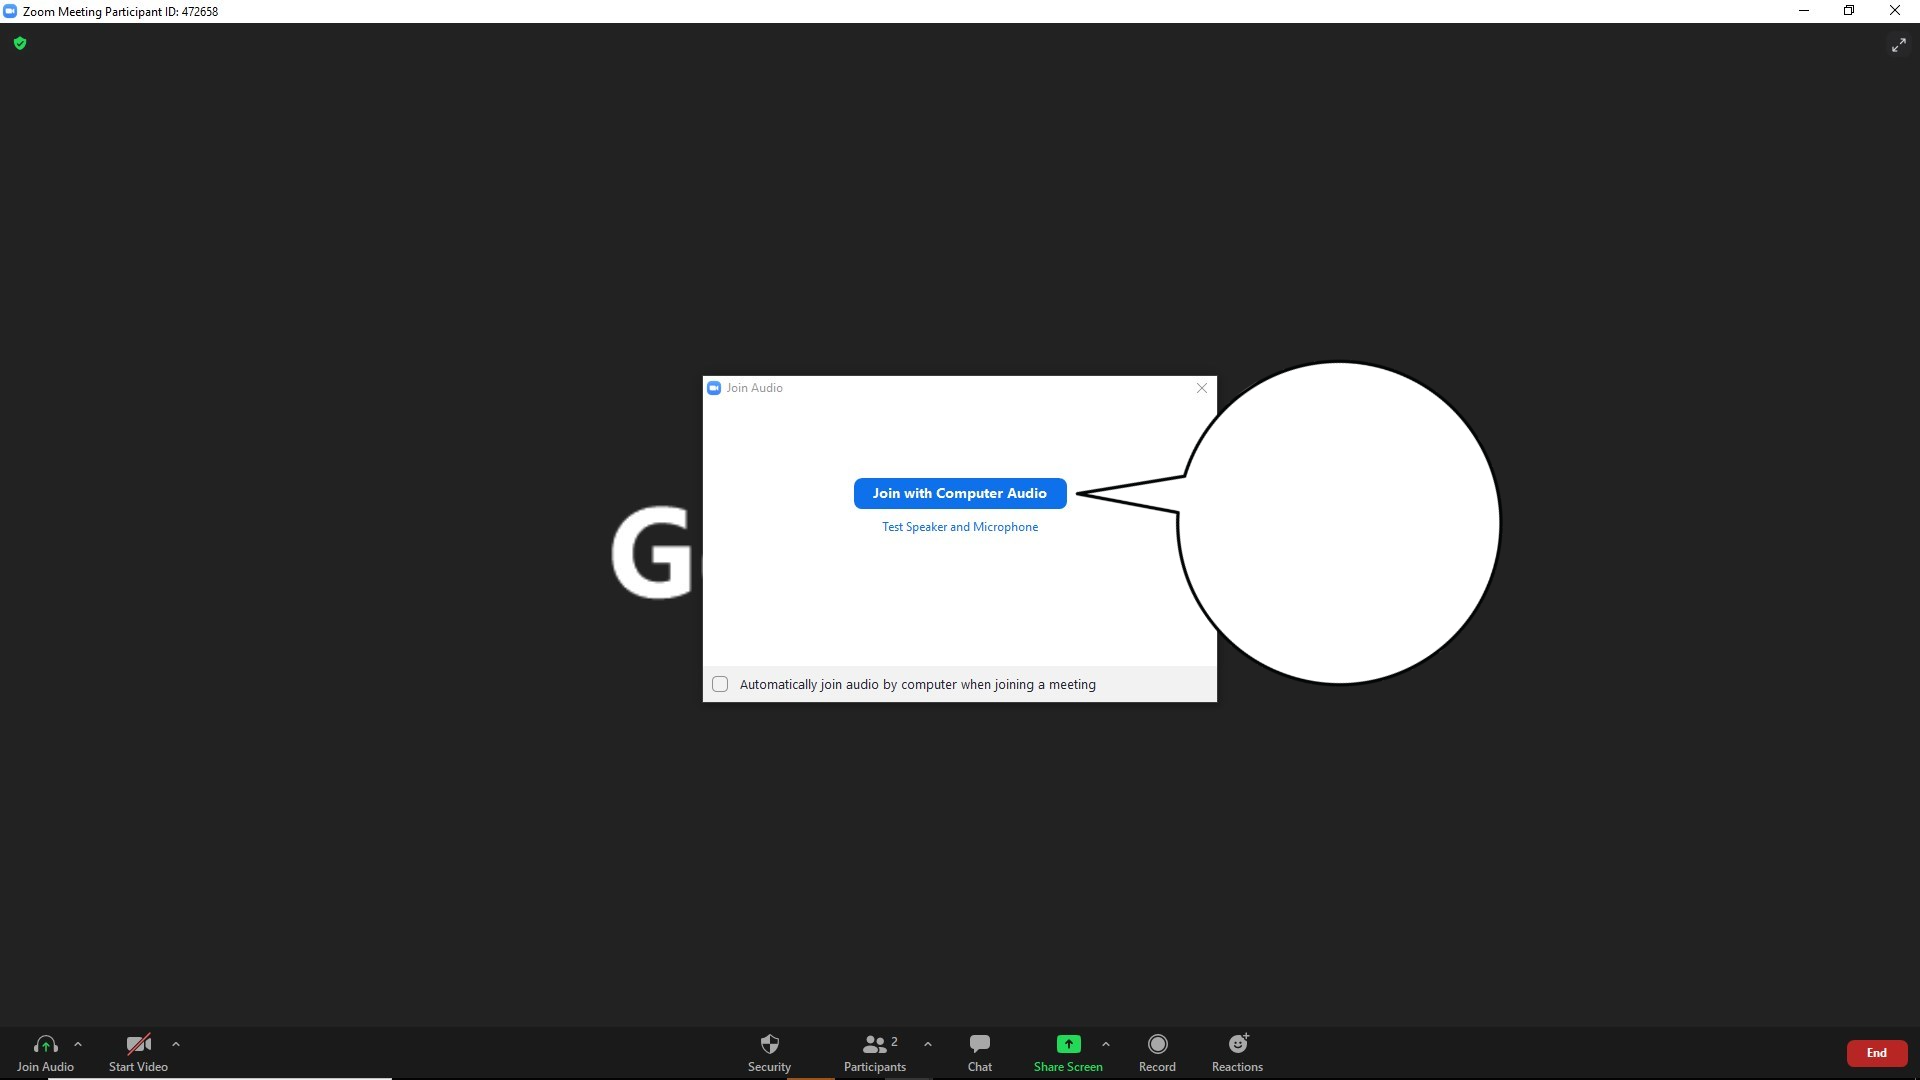 Zoom Meeting Participant ID: 472658
Join Audio
Join with Computer Audio
Test Speaker and Microphone
G
Automatically join audio by computer when joining a meeting
Join Audio
Start Video
Security
2
Participants
Chat
Share Screen
Record
Reactions
End